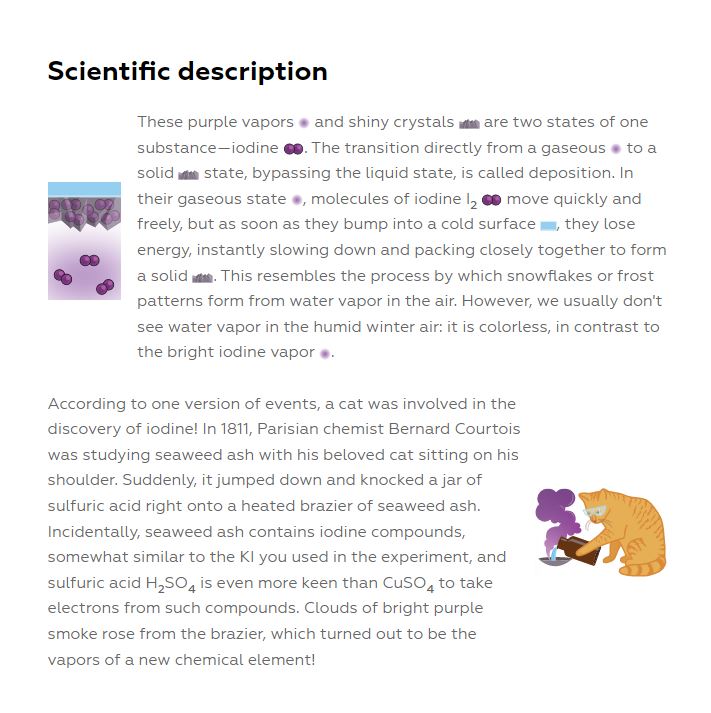 Scientific description
These purple vapors and shiny crystals are two states of one
substance—iodine . The transition directly from a gaseous to a
solid state, bypassing the liquid state, is called deposition. In
their gaseous state , molecules of iodine I₂ move quickly and
freely, but as soon as they bump into a cold surface , they lose
energy, instantly slowing down and packing closely together to form
a solid . This resembles the process by which snowflakes or frost
patterns form from water vapor in the air. However, we usually don't
see water vapor in the humid winter air: it is colorless, in contrast to
the bright iodine vapor .
According to one version of events, a cat was involved in the
discovery of iodine! In 1811, Parisian chemist Bernard Courtois
was studying seaweed ash with his beloved cat sitting on his
shoulder. Suddenly, it jumped down and knocked a jar of
sulfuric acid right onto a heated brazier of seaweed ash.
Incidentally, seaweed ash contains iodine compounds,
somewhat similar to the KI you used in the experiment, and
sulfuric acid H₂SO₄ is even more keen than CuSO₄ to take
electrons from such compounds. Clouds of bright purple
smoke rose from the brazier, which turned out to be the
vapors of a new chemical element!